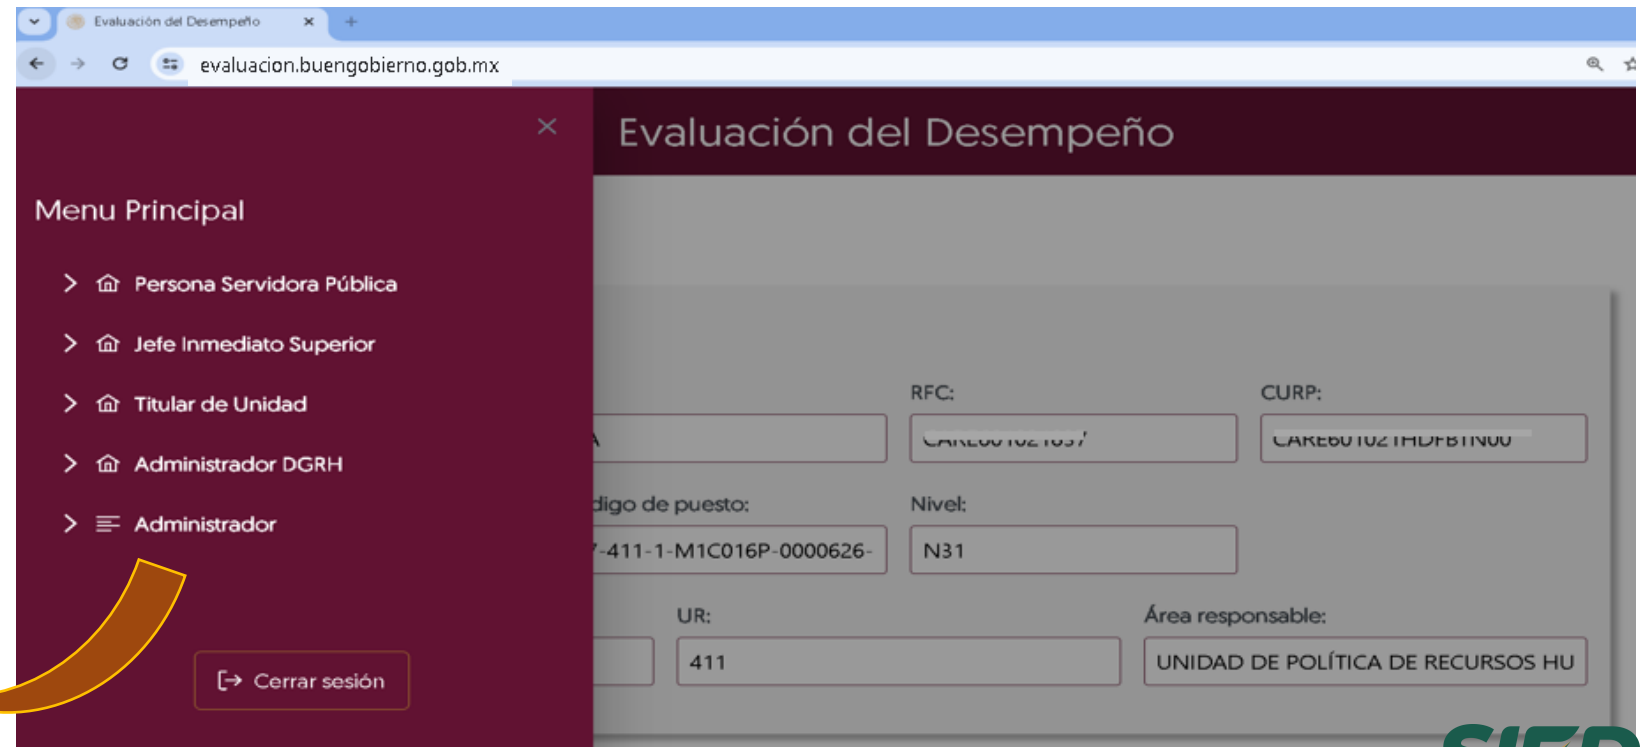 Evaluación del Desempeño
evaluacion.buengobierno.gob.mx
Evaluación del Desempeño
Menu Principal
Persona Servidora Pública
Jefe Inmediato Superior
Titular de Unidad
Administrador DGRH
Administrador
Cerrar sesión
RFC:
CURP:
A
digo de puesto:
Nivel:
-411-1-M1C016P-0000626-
N31
UR:
Área responsable:
411
UNIDAD DE POLÍTICA DE RECURSOS HU